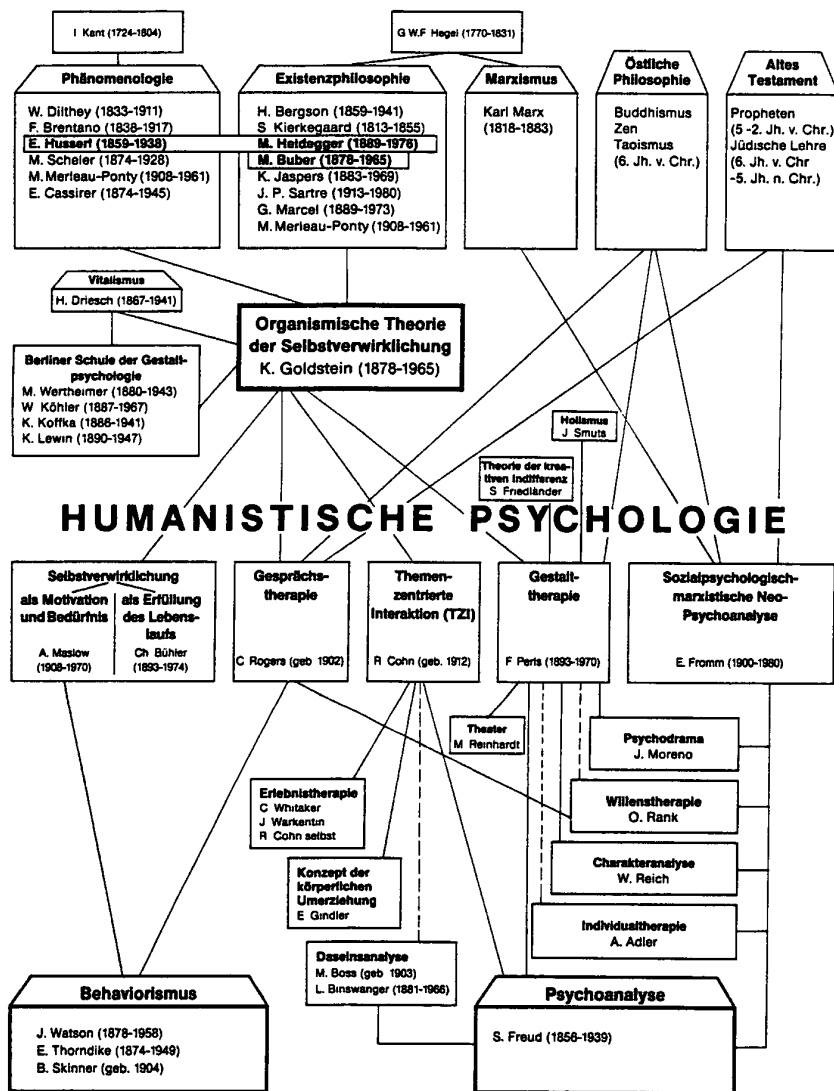 I Kant (1724-1804)
G W.F Hegel (1770-1831)
Phänomenologie
W. Dilthey (1833-1911)
F. Brentano (1838-1917)
E. Husserl (1859-1938)
M. Scheler (1874-1928)
M. Merleau-Ponty (1908-1961)
E. Cassirer (1874-1945)
Existenzphilosophie
H. Bergson (1859-1941)
S Kierkegaard (1813-1855)
M. Heidegger (1889-1976)
M. Buber (1878-1965)
K. Jaspers (1883-1969)
J. P. Sartre (1913-1980)
G. Marcel (1889-1973)
M. Merleau-Ponty (1908-1961)
Marxismus
Karl Marx
(1818-1883)
Östliche
Philosophie
Buddhismus
Zen
Taoismus
(6. Jh. v. Chr.)
Altes
Testament
Propheten
(5 -2. Jh. v. Chr.)
Jüdische Lehre
(6. Jh. v. Chr
-5. Jh. n. Chr.)
Vitalismus
H. Driesch (1867-1941)
Organismische Theorie
der Selbstverwirklichung
K. Goldstein (1878-1965)
Berliner Schule der Gestalt-
psychologie
M. Wertheimer (1880-1943)
W Köhler (1887-1967)
K. Koffka (1886-1941)
K. Lewin (1890-1947)
Holismus
J Smuts
Theorie der krea-
tiven Indifferenz
S Friedländer
HUMANISTISCHE PSYCHOLOGIE
Selbstverwirklichung
als Motivation
und Bedürfnis
A. Maslow
(1908-1970)
als Erfüllung
des Lebens-
laufs
Ch Bühler
(1893-1974)
Gesprächs-
therapie
C Rogers (geb 1902)
Themen-
zentrierte
Interaktion (TZI)
R Cohn (geb. 1912)
Gestalt-
therapie
F Perls (1893-1970)
Sozialpsychologisch-
marxistische Neo-
Psychoanalyse
E. Fromm (1900-1980)
Theater
M Reinhardt
Psychodrama
J. Moreno
Erlebnistherapie
C Whitaker
J Warkentin
R Cohn selbst
Willenstherapie
O. Rank
Konzept der
körperlichen
Umerziehung
E Gindler
Charakteranalyse
W. Reich
Individualtherapie
A. Adler
Daseinsanalyse
M. Boss (geb 1903)
L. Binswanger (1881-1966)
Behaviorismus
J. Watson (1878-1958)
E. Thorndike (1874-1949)
B. Skinner (geb. 1904)
Psychoanalyse
S. Freud (1856-1939)